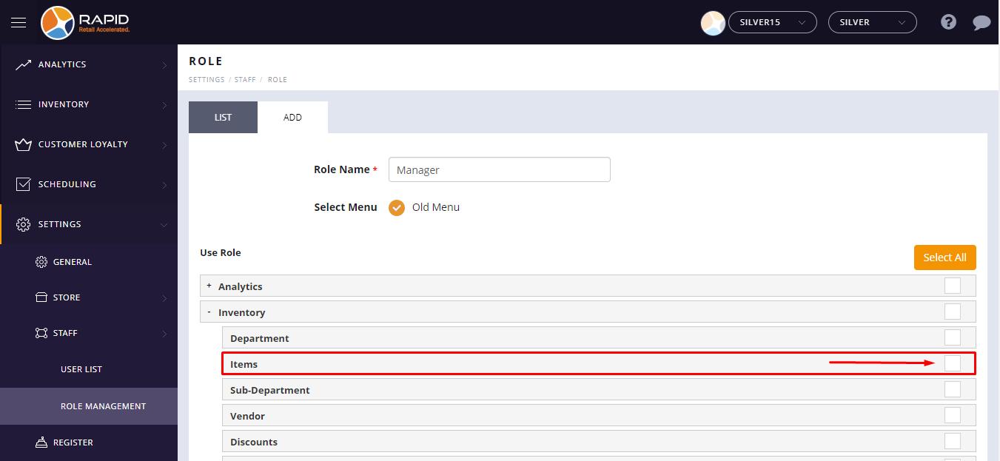 RAPID
Retail Accelerated.
SILVER15
SILVER
?
ANALYTICS
INVENTORY
CUSTOMER LOYALTY
SCHEDULING
SETTINGS
GENERAL
STORE
STAFF
USER LIST
ROLE MANAGEMENT
REGISTER
ROLE
SETTINGS / STAFF / ROLE
LIST
ADD
Role Name *
Manager
Select Menu
Old Menu
Use Role
Select All
+ Analytics
- Inventory
Department
Items
Sub-Department
Vendor
Discounts